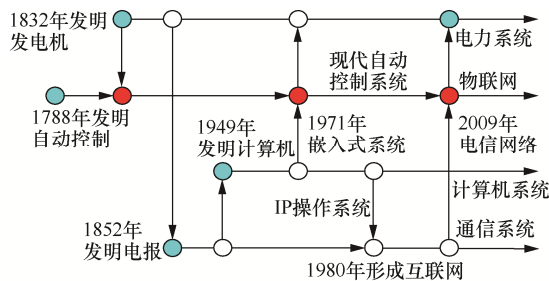 1832年发明
发电机
电力系统
现代自动
控制系统
物联网
1788年发明
自动控制
1949年
发明计算机
1971年
嵌入式系统
2009年
电信网络
计算机系统
IP操作系统
1852年
发明电报
通信系统
1980年形成互联网